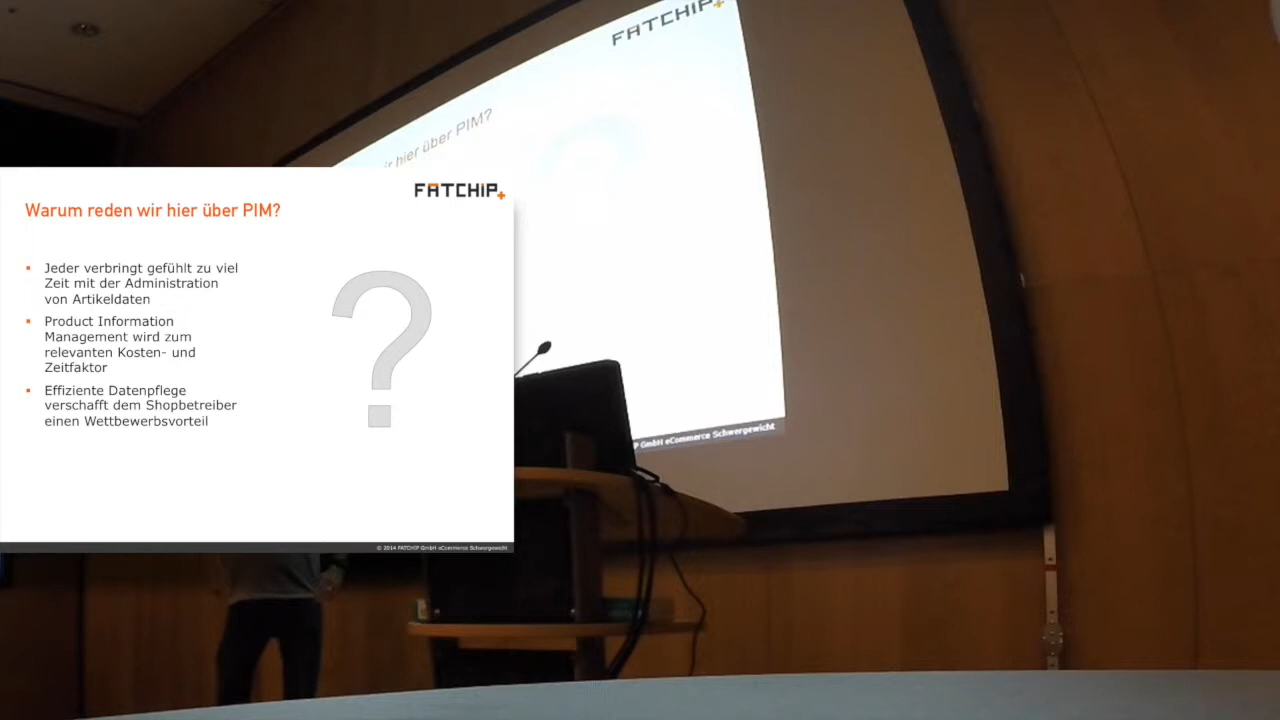 FATCHIP+
ir hier über PIM?
FATCHIP+
Warum reden wir hier über PIM?
▪ Jeder verbringt gefühlt zu viel
Zeit mit der Administration
von Artikeldaten
▪ Product Information
Management wird zum
relevanten Kosten- und
Zeitfaktor
▪ Effiziente Datenpflege
verschafft dem Shopbetreiber
einen Wettbewerbsvorteil
?
P GmbH eCommerce Schwergewicht
© 2014 FATCHIP GmbH eCommerce Schwergewicht